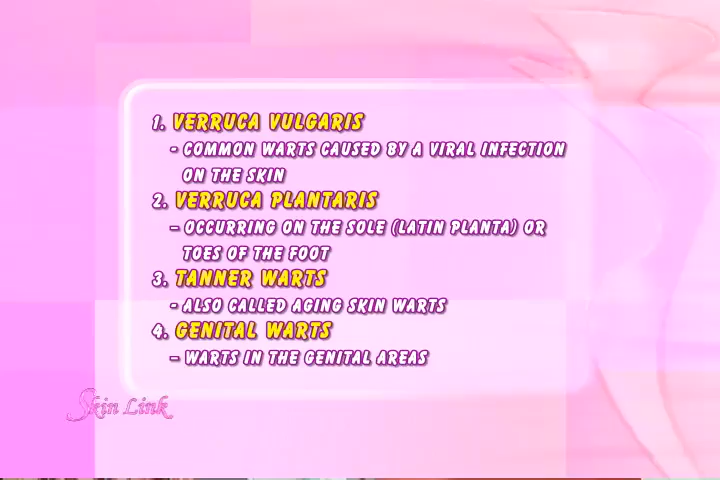 1. VERRUCA VULGARIS
- COMMON WARTS CAUSED BY A VIRAL INFECTION
ON THE SKIN
2. VERRUCA PLANTARIS
- OCCURRING ON THE SOLE (LATIN PLANTA) OR
TOES OF THE FOOT
3. TANNER WARTS
- ALSO CALLED AGING SKIN WARTS
4. GENITAL WARTS
- WARTS IN THE GENITAL AREAS
Skin Link